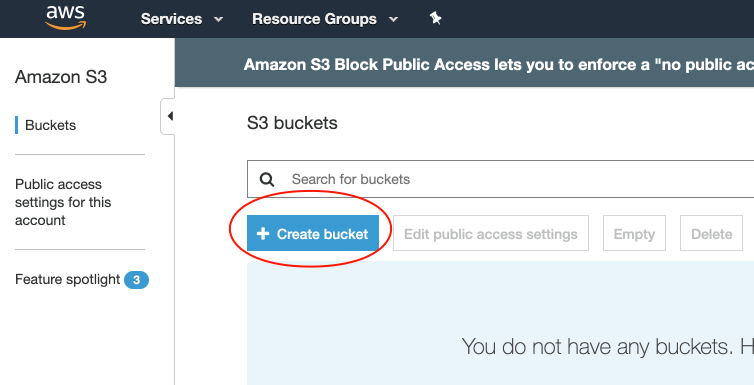 aws
Services
Resource Groups
Amazon S3
Amazon S3 Block Public Access lets you to enforce a "no public ac
Buckets
S3 buckets
Search for buckets
Public access
settings for this
account
Create bucket
Edit public access settings
Empty
Delete
Feature spotlight 3
You do not have any buckets. H